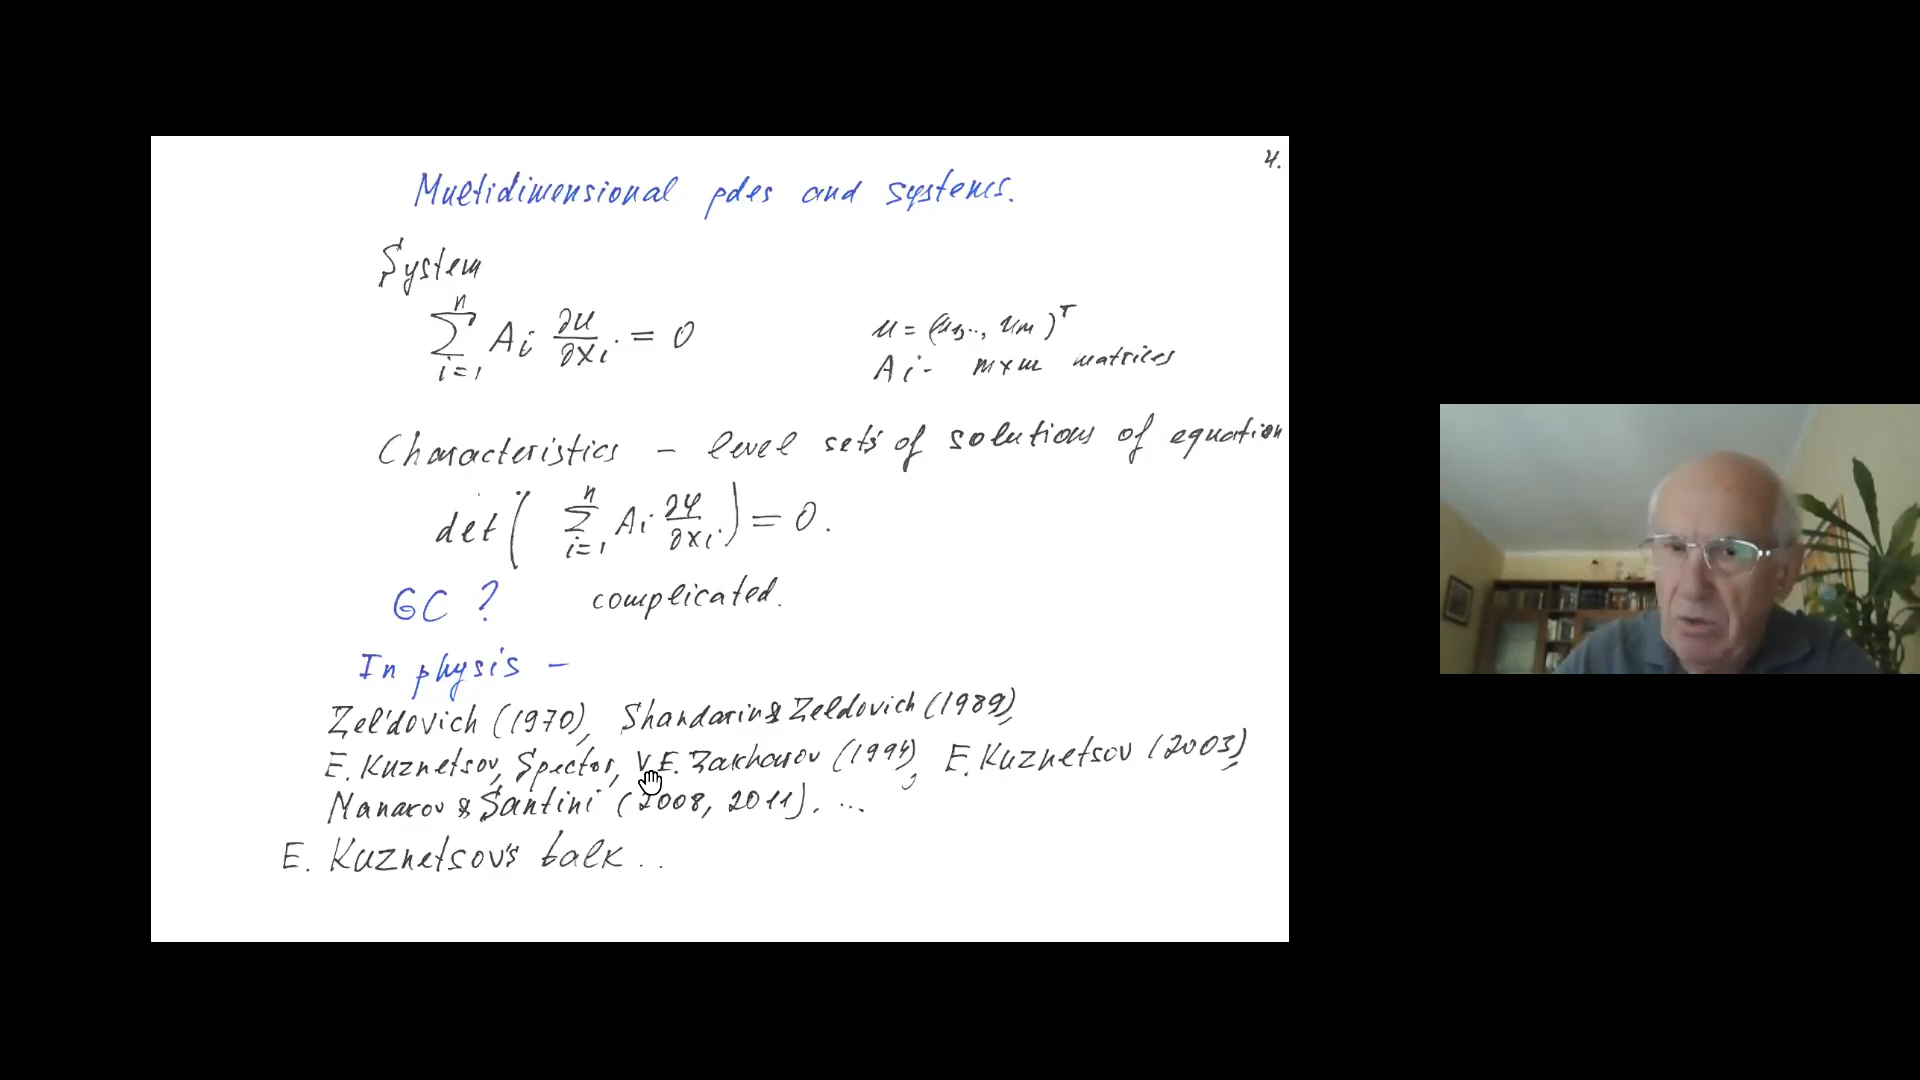 4.
Multidimensional pdes and systems.
System
∑_{i=1}^{n} A_i ∂u/∂x_i = 0
u = (u_1,.., u_m)^T
A_i - m×m matrices
Characteristics – level sets of solutions of equation
det( ∑_{i=1}^{n} A_i ∂φ/∂x_i ) = 0.
GC ? complicated.
In physis –
Zel'dovich (1970), Shandarin & Zeldovich (1989),
E. Kuznetsov, Spector, V.E. Zakharov (1994), E. Kuznetsov (2003),
Manakov & Santini (2008, 2011). ...
E. Kuznetsov's talk ..